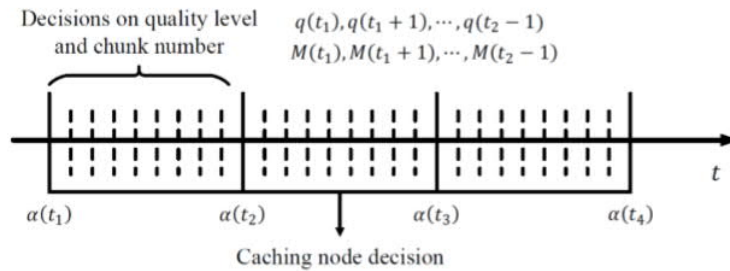 Decisions on quality level
and chunk number
q(t₁), q(t₁ + 1), ⋯, q(t₂ − 1)
M(t₁), M(t₁ + 1), ⋯, M(t₂ − 1)
t
α(t₁) α(t₂) α(t₃) α(t₄)
Caching node decision